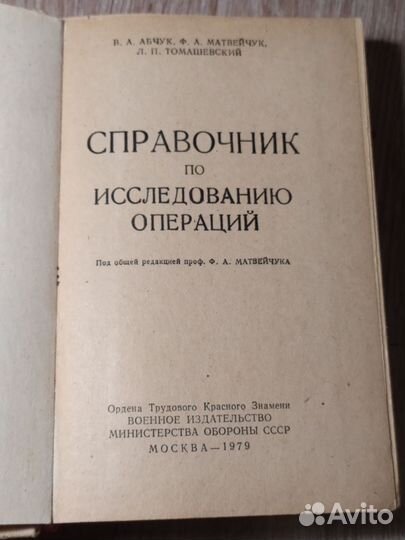 В. А. АБЧУК, Ф. А. МАТВЕЙЧУК,
Л. П. ТОМАШЕВСКИЙ
СПРАВОЧНИК
ПО
ИССЛЕДОВАНИЮ
ОПЕРАЦИЙ
Под общей редакцией проф. Ф. А. МАТВЕЙЧУКА
Ордена Трудового Красного Знамени
ВОЕННОЕ ИЗДАТЕЛЬСТВО
МИНИСТЕРСТВА ОБОРОНЫ СССР
МОСКВА—1979
Avito